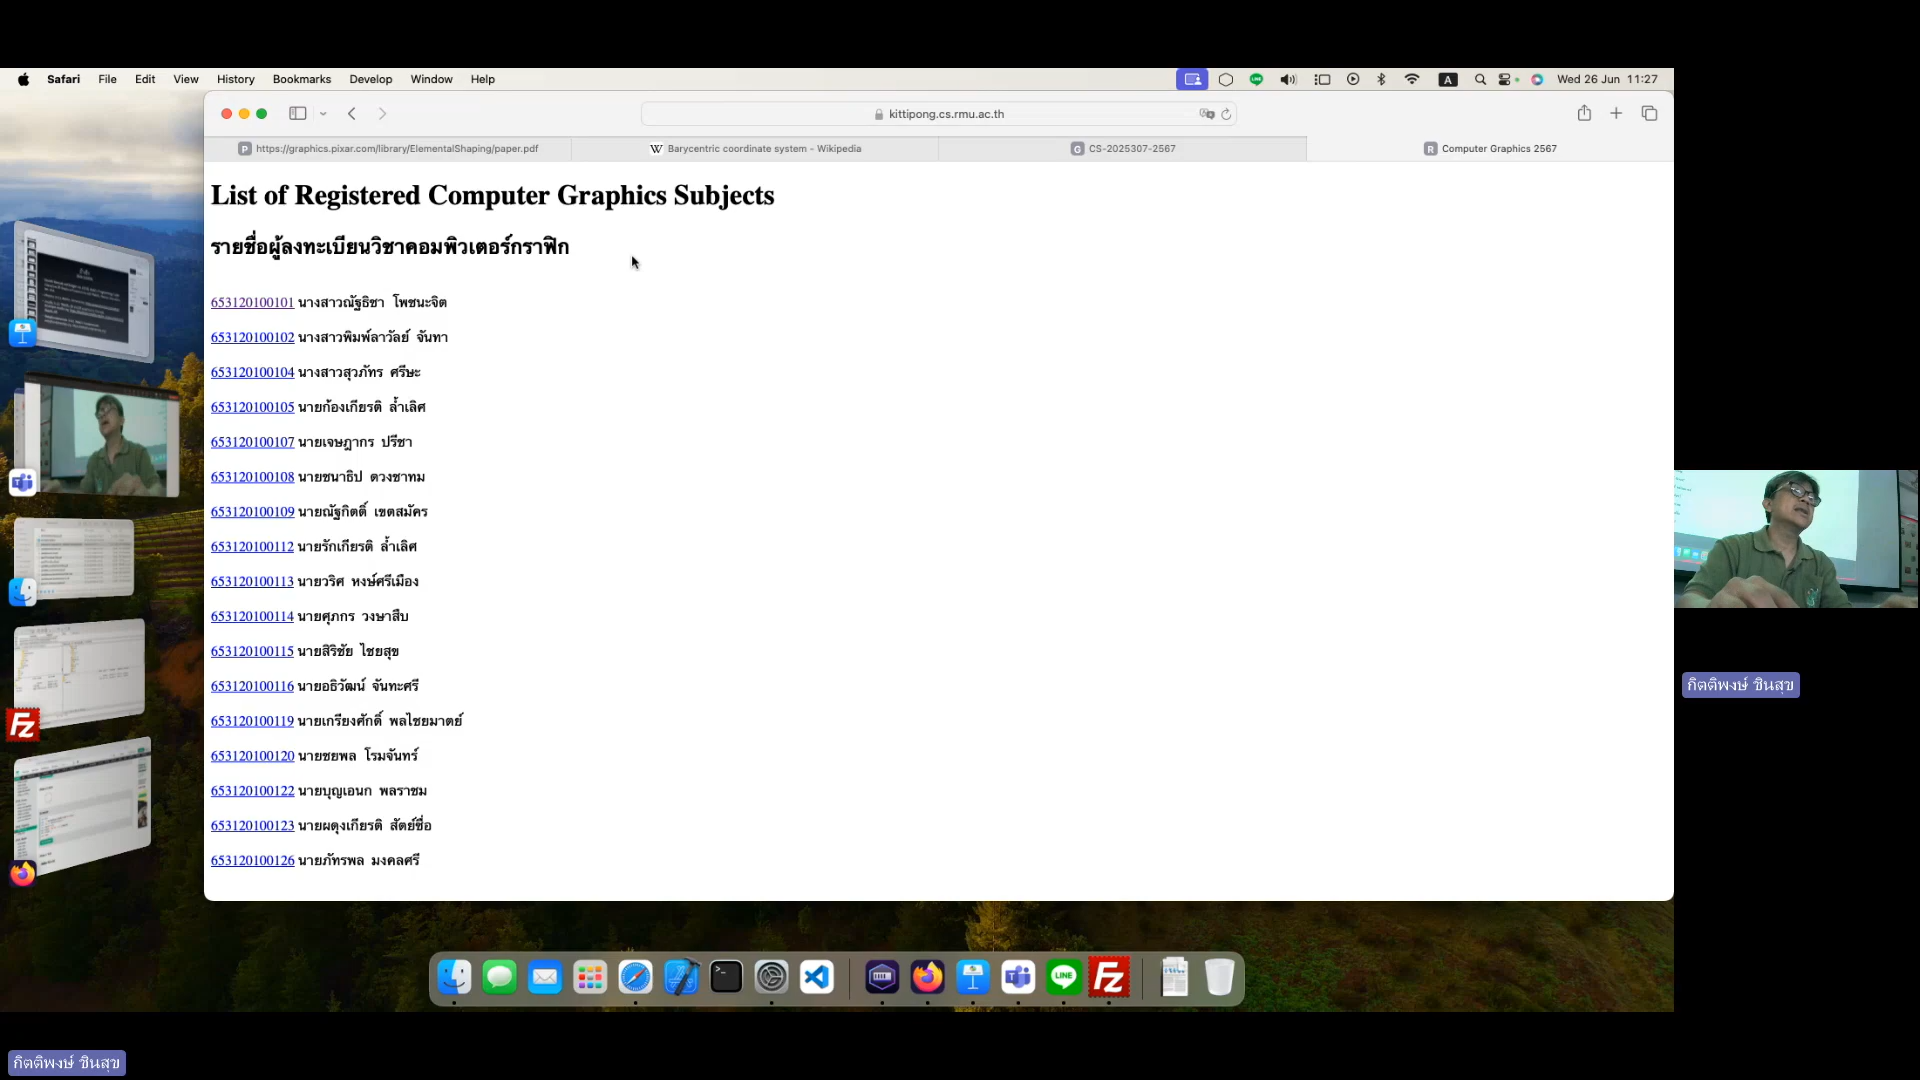 Safari File Edit View History Bookmarks Develop Window Help
A
Wed 26 Jun 11:27
kittipong.cs.rmu.ac.th
P https://graphics.pixar.com/library/ElementalShaping/paper.pdf
W Barycentric coordinate system - Wikipedia
G CS-2025307-2567
R Computer Graphics 2567
List of Registered Computer Graphics Subjects
รายชื่อผู้ลงทะเบียนวิชาคอมพิวเตอร์กราฟิก
653120100101 นางสาวณัฐธิชา โพชนะจิต
653120100102 นางสาวพิมพ์ลาวัลย์ จันทา
653120100104 นางสาวสุวภัทร ศรีษะ
653120100105 นายก้องเกียรติ ล้ำเลิศ
653120100107 นายเจษฎากร ปรีชา
653120100108 นายชนาธิป ดวงชาทม
653120100109 นายณัฐกิตติ์ เขตสมัคร
653120100112 นายรักเกียรติ ล้ำเลิศ
653120100113 นายวริศ หงษ์ศรีเมือง
653120100114 นายศุภกร วงษาสืบ
653120100115 นายสิริชัย ไชยสุข
653120100116 นายอธิวัฒน์ จันทะศรี
653120100119 นายเกรียงศักดิ์ พลไชยมาตย์
653120100120 นายชยพล โรมจันทร์
653120100122 นายบุญเอนก พลราชม
653120100123 นายผดุงเกียรติ สัตย์ซื่อ
653120100126 นายภัทรพล มงคลศรี
กิตติพงษ์ ชินสุข
Fz
LINE
Fz
กิตติพงษ์ ชินสุข